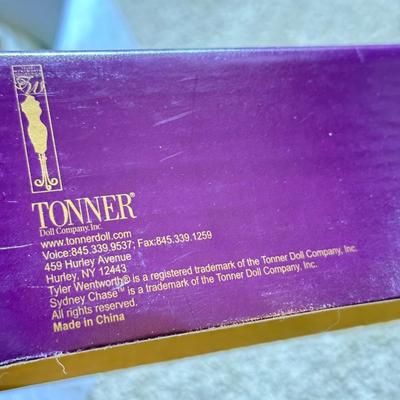 TW
TONNER®
Doll Company, Inc.
www.tonnerdoll.com
Voice:845.339.9537; Fax:845.339.1259
459 Hurley Avenue
Hurley, NY 12443
Tyler Wentworth® is a registered trademark of the Tonner Doll Company, Inc.
Sydney Chase™ is a trademark of the Tonner Doll Company, Inc.
All rights reserved.
Made in China